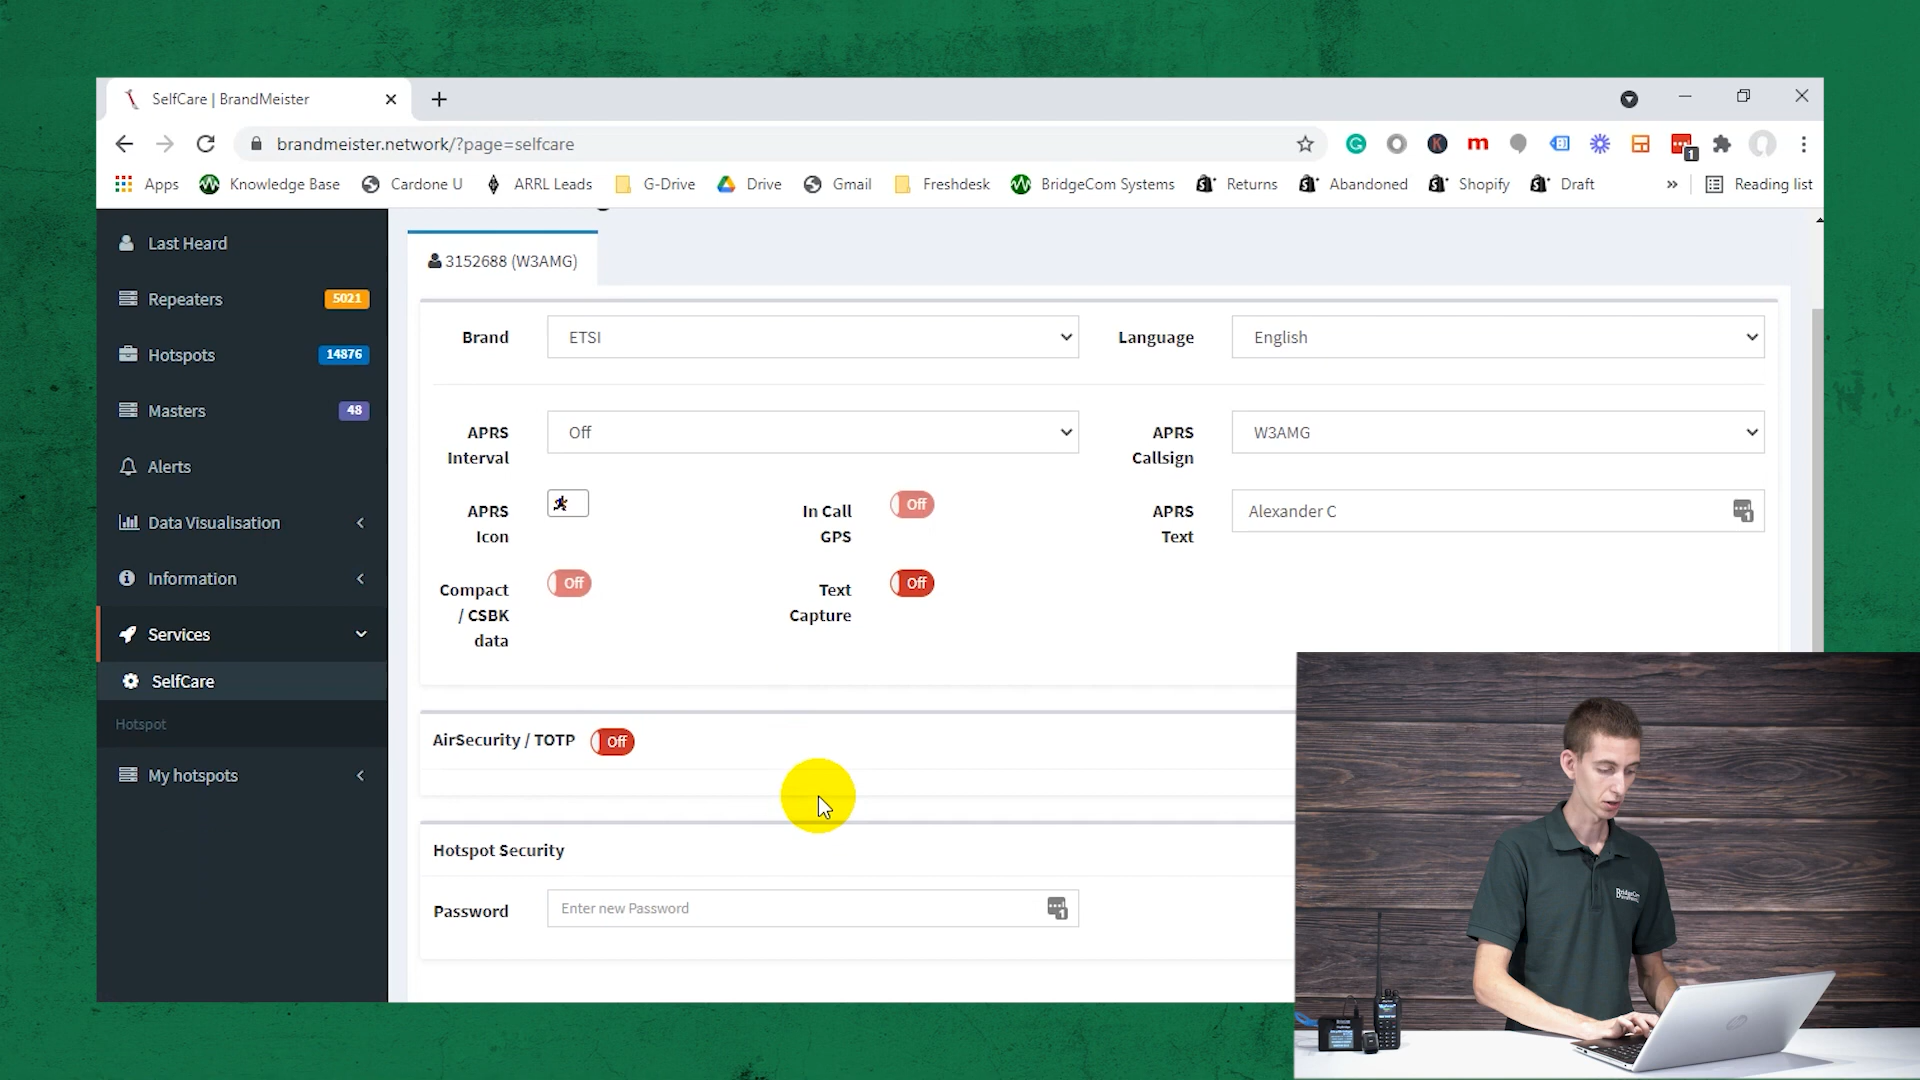 SelfCare | BrandMeister
brandmeister.network/?page=selfcare
1
Apps Knowledge Base Cardone U ARRL Leads G-Drive Drive Gmail Freshdesk BridgeCom Systems Returns Abandoned Shopify Draft » Reading list
Last Heard
Repeaters 5021
Hotspots 14876
Masters 48
Alerts
Data Visualisation
Information
Services
SelfCare
Hotspot
My hotspots
3152688 (W3AMG)
Brand ETSI Language English
APRS Interval Off APRS Callsign W3AMG
APRS Icon In Call GPS Off APRS Text Alexander C
Compact / CSBK data Off Text Capture Off
AirSecurity / TOTP Off
Hotspot Security
Password Enter new Password